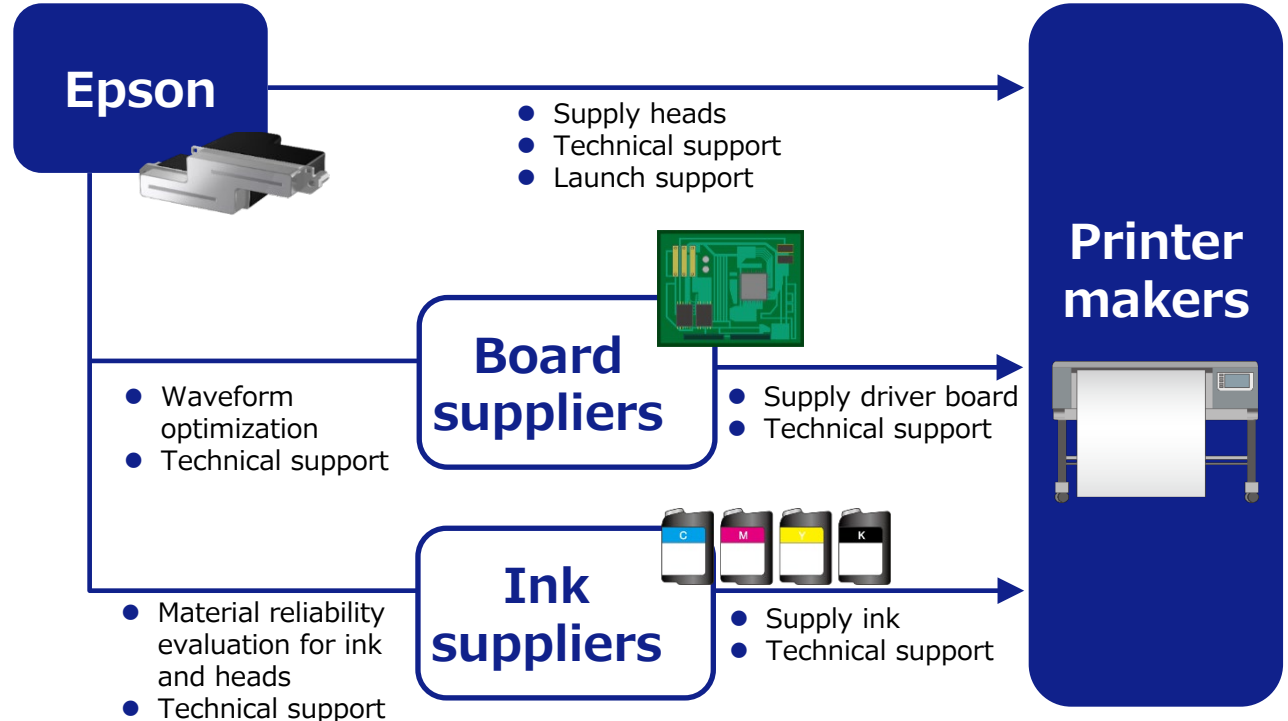 Epson
● Supply heads
● Technical support
● Launch support
Printer
makers
Board
suppliers
● Waveform
optimization
● Technical support
● Supply driver board
● Technical support
C
M
Y
K
Ink
suppliers
● Material reliability
evaluation for ink
and heads
● Technical support
● Supply ink
● Technical support